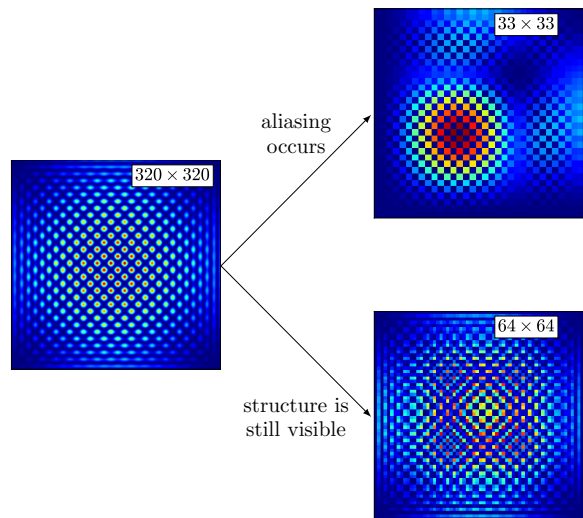 33 × 33
aliasing
occurs
320 × 320
64 × 64
structure is
still visible